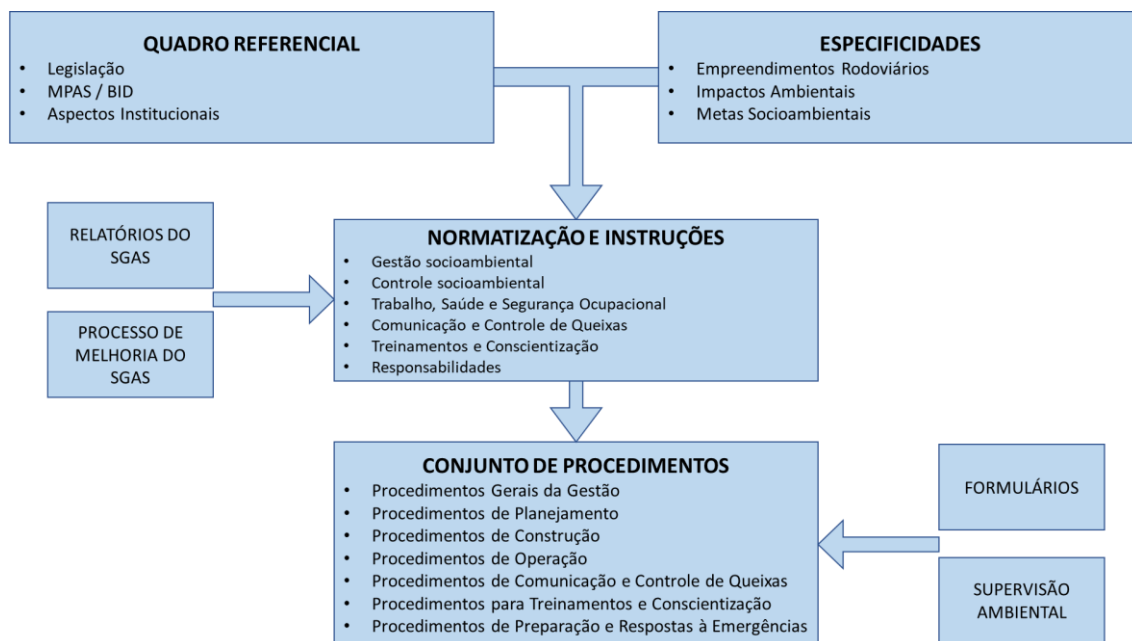 QUADRO REFERENCIAL
• Legislação
• MPAS / BID
• Aspectos Institucionais
ESPECIFICIDADES
• Empreendimentos Rodoviários
• Impactos Ambientais
• Metas Socioambientais
RELATÓRIOS DO
SGAS
PROCESSO DE
MELHORIA DO
SGAS
NORMATIZAÇÃO E INSTRUÇÕES
• Gestão socioambiental
• Controle socioambiental
• Trabalho, Saúde e Segurança Ocupacional
• Comunicação e Controle de Queixas
• Treinamentos e Conscientização
• Responsabilidades
CONJUNTO DE PROCEDIMENTOS
• Procedimentos Gerais da Gestão
• Procedimentos de Planejamento
• Procedimentos de Construção
• Procedimentos de Operação
• Procedimentos de Comunicação e Controle de Queixas
• Procedimentos para Treinamentos e Conscientização
• Procedimentos de Preparação e Respostas à Emergências
FORMULÁRIOS
SUPERVISÃO
AMBIENTAL